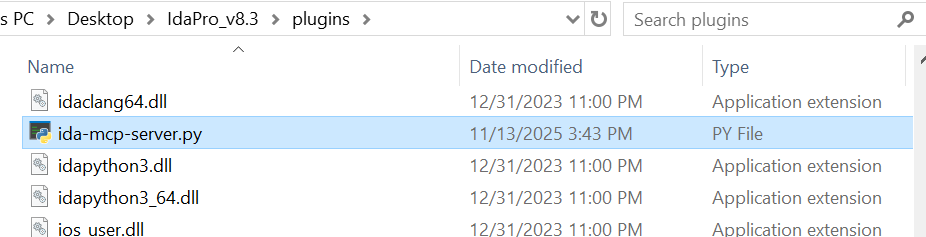 s PC > Desktop > IdaPro_v8.3 > plugins > Search plugins
Name Date modified Type
idaclang64.dll 12/31/2023 11:00 PM Application extension
ida-mcp-server.py 11/13/2025 3:43 PM PY File
idapython3.dll 12/31/2023 11:00 PM Application extension
idapython3_64.dll 12/31/2023 11:00 PM Application extension
ios_user.dll 12/31/2023 11:00 PM Application extension